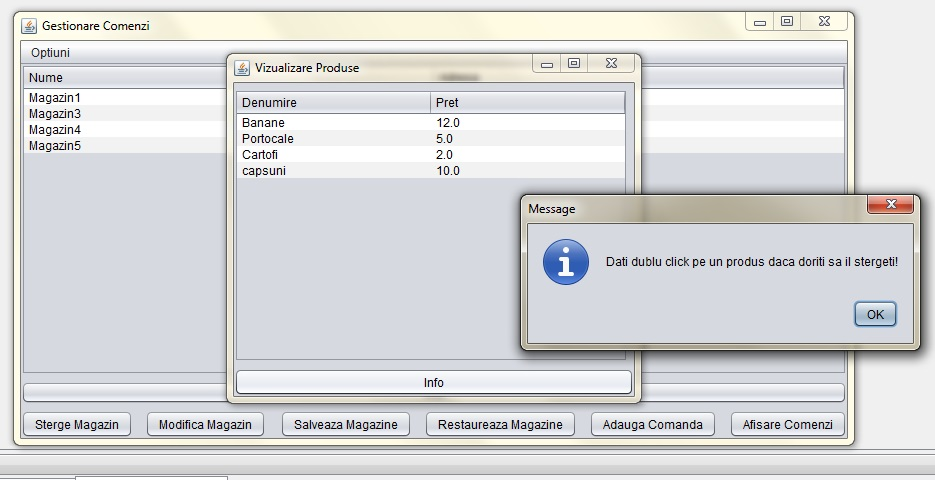 Gestionare Comenzi
Optiuni
Nume
Magazin1
Magazin3
Magazin4
Magazin5
Vizualizare Produse
Denumire Pret
Banane 12.0
Portocale 5.0
Cartofi 2.0
capsuni 10.0
Info
Message
Dati dublu click pe un produs daca doriti sa il stergeti!
OK
Sterge Magazin Modifica Magazin Salveaza Magazine Restaureaza Magazine Adauga Comanda Afisare Comenzi